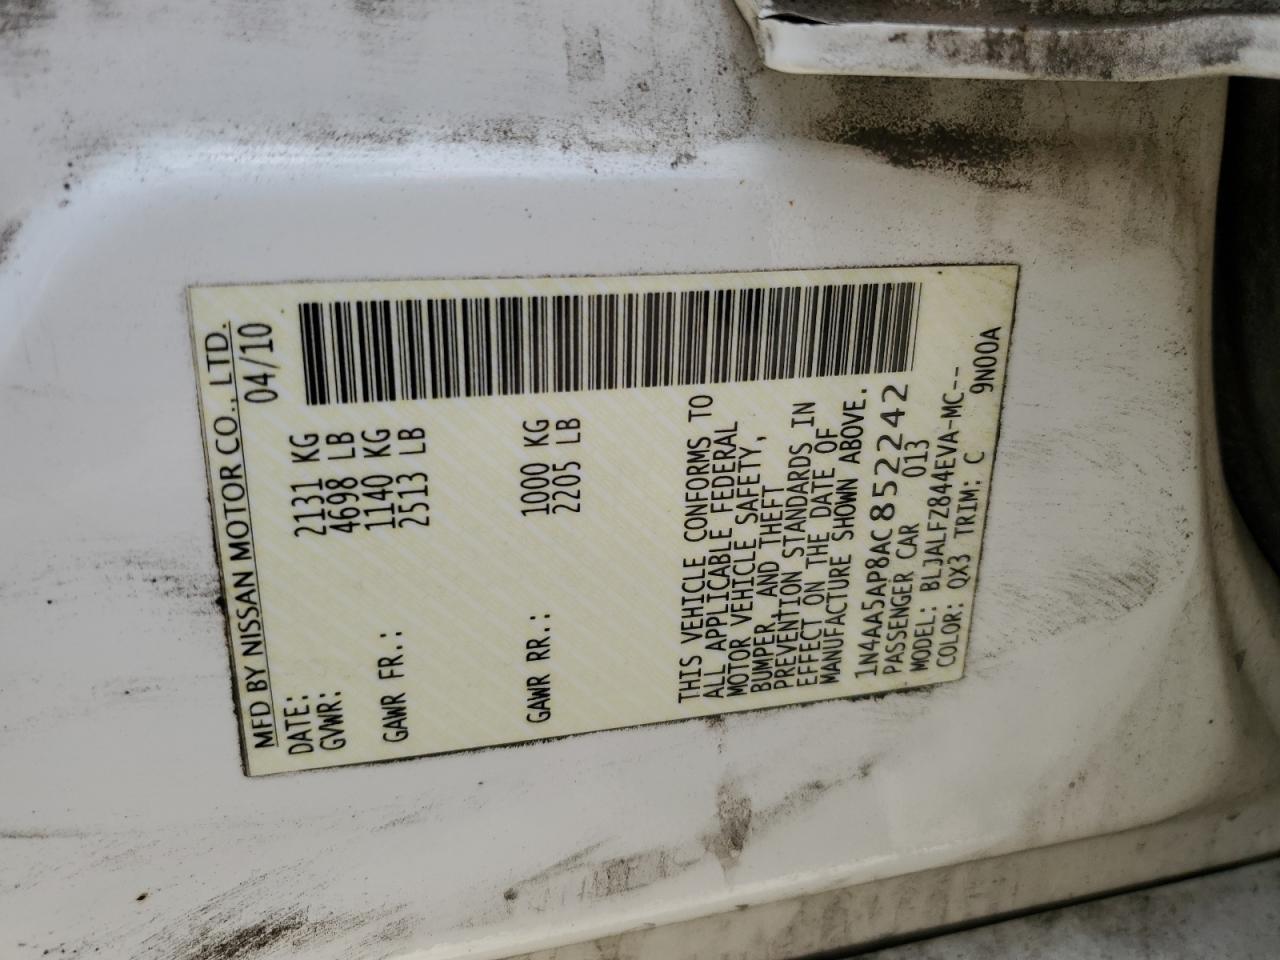 MFD BY NISSAN MOTOR CO., LTD.
DATE: 04/10
GVWR: 2131 KG
4698 LB
GAWR FR.: 1140 KG
2513 LB
GAWR RR.: 1000 KG
2205 LB
THIS VEHICLE CONFORMS TO
ALL APPLICABLE FEDERAL
MOTOR VEHICLE SAFETY,
BUMPER, AND THEFT
PREVENTION STANDARDS IN
EFFECT ON THE DATE OF
MANUFACTURE SHOWN ABOVE.
1N4AA5AP8AC852242
PASSENGER CAR 013
MODEL: BLJALFZ844EVA-MC--
COLOR: QX3 TRIM: C 9N00A